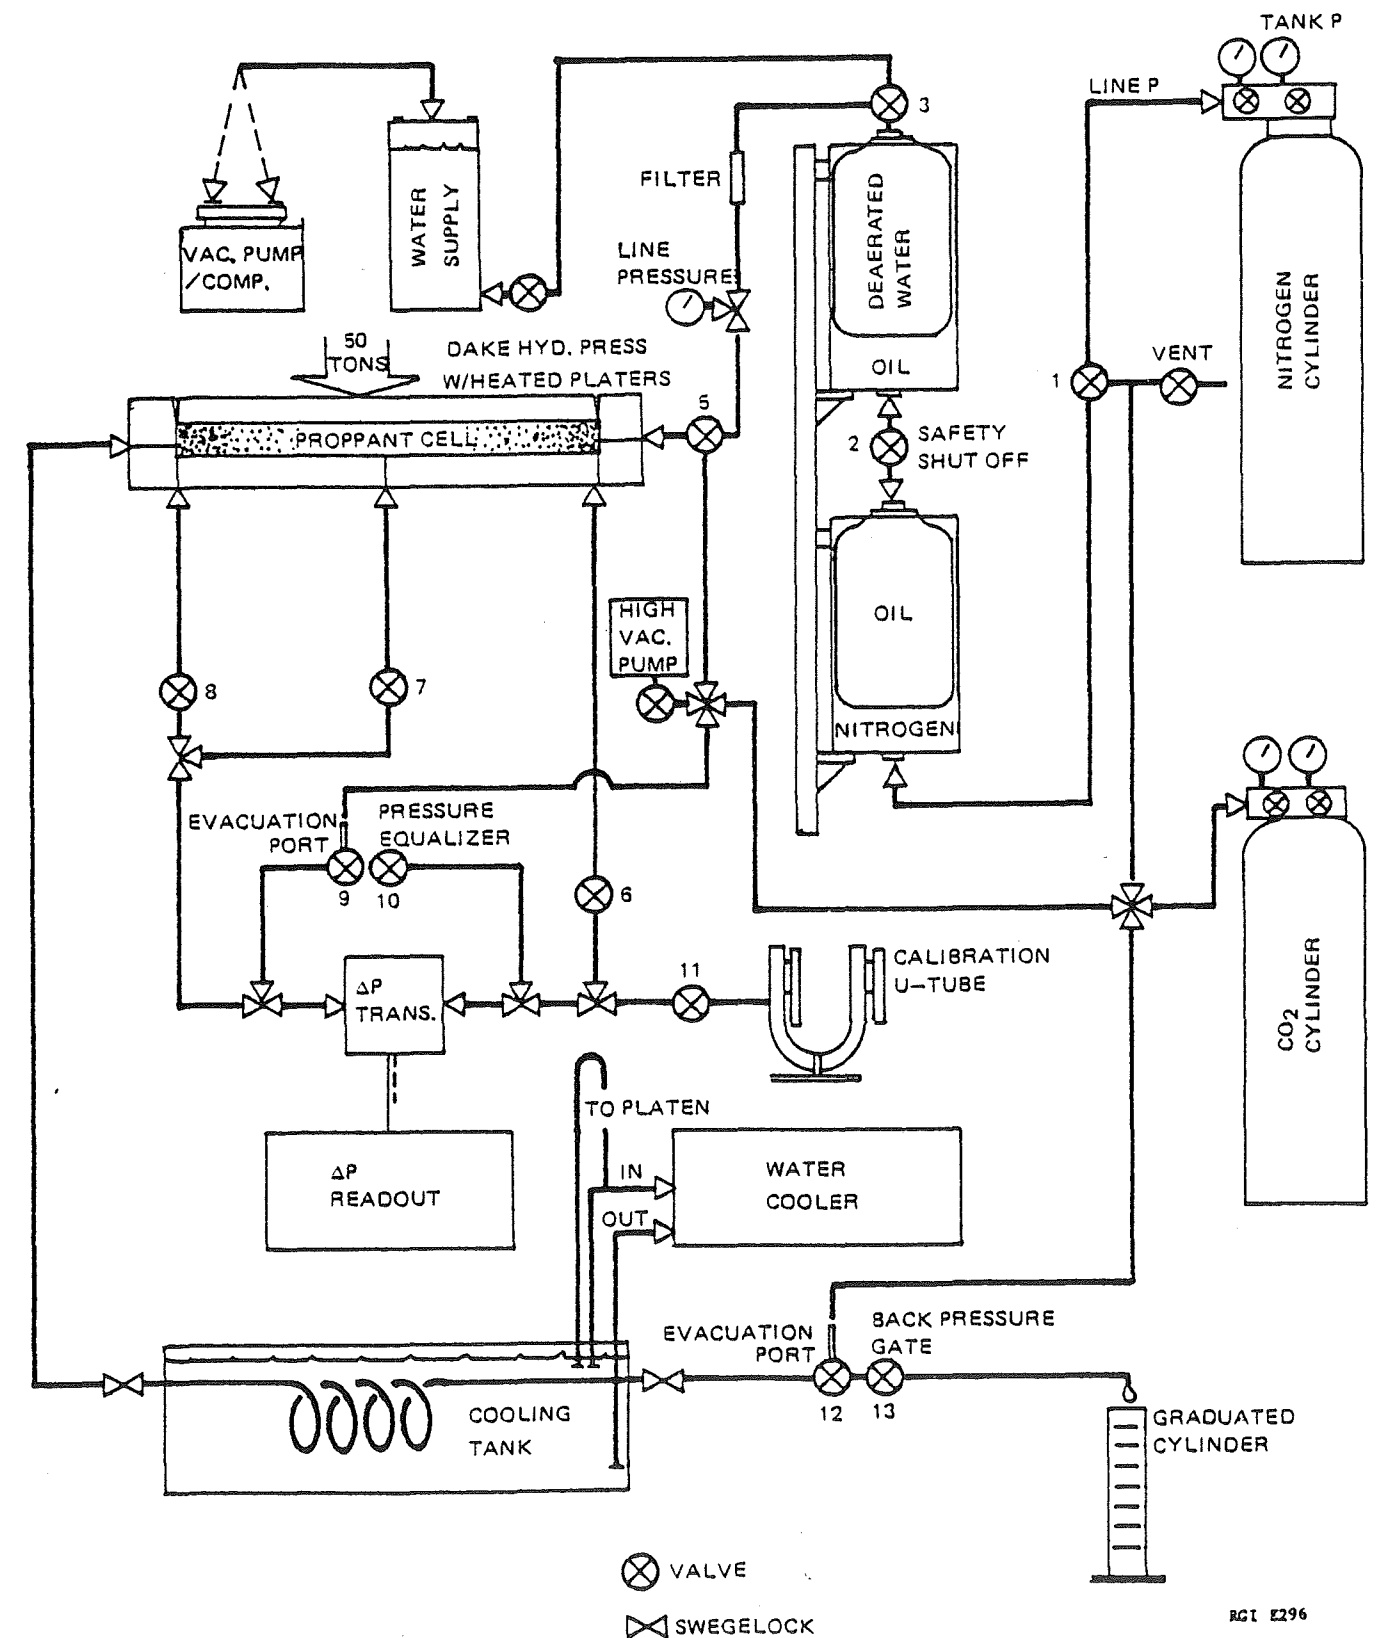 TANK P
LINE P
3
FILTER
LINE
PRESSURE
WATER
SUPPLY
VAC. PUMP
/COMP.
DEAERATED
WATER
OIL
NITROGEN
CYLINDER
VENT
1
50
TONS
DAKE HYD. PRESS
W/HEATED PLATERS
5
PROPPANT CELL
2
SAFETY
SHUT OFF
OIL
NITROGEN
HIGH
VAC.
PUMP
8
7
EVACUATION
PORT
PRESSURE
EQUALIZER
9
10
6
11
CALIBRATION
U-TUBE
CO2
CYLINDER
ΔP
TRANS.
TO PLATEN
ΔP
READOUT
IN
OUT
WATER
COOLER
EVACUATION
PORT
BACK PRESSURE
GATE
12
13
COOLING
TANK
GRADUATED
CYLINDER
VALVE
SWEGELOCK
RGI E296